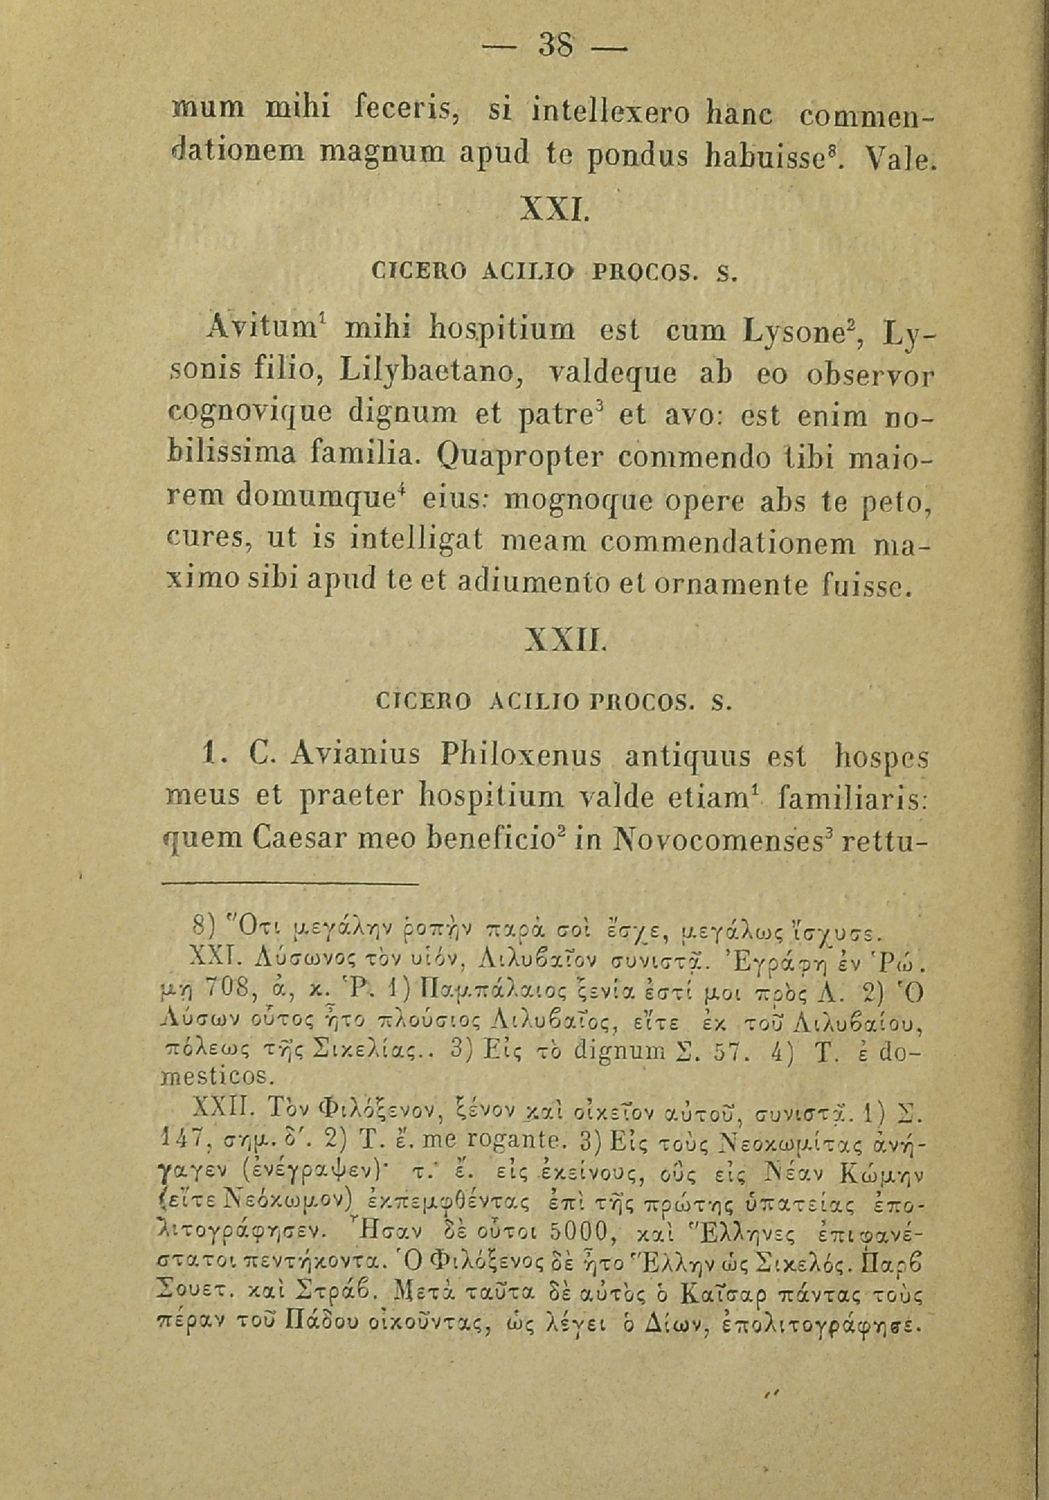 — 38 —
mum mihi feceris, si intellexero hanc commen-
dationem magnum apud te pondus habuisse⁸. Vale.
XXI.
CICERO ACILIO PROCOS. S.
Avitum¹ mihi hospitium est cum Lysone², Ly-
sonis filio, Lilybaetano, valdeque ab eo observor
cognovique dignum et patre³ et avo: est enim no-
bilissima familia. Quapropter commendo tibi maio-
rem domumque⁴ eius: mognoque opere abs te peto,
cures, ut is intelligat meam commendationem ma-
ximo sibi apud te et adiumento et ornamente fuisse.
XXII.
CICERO ACILIO PROCOS. S.
1. C. Avianius Philoxenus antiquus est hospes
meus et praeter hospitium valde etiam¹ familiaris:
quem Caesar meo beneficio² in Novocomenses³ rettu-
8) Ὅτι μεγάλην ῥοπὴν παρὰ σοὶ ἔσχε, μεγάλως ἴσχυσε.
XXI. Λύσωνος τὸν υἱόν, Λιλυβαῖον συνιστᾷ. Ἐγράφη ἐν Ῥώ.
μῃ 708, ἀ, κ. Ῥ. 1) Παμπάλαιος ξενία ἐστί μοι πρὸς Λ. 2) Ὁ
Λύσων οὗτος ἦτο πλούσιος Λιλυβαῖος, εἴτε ἐκ τοῦ Λιλυβαίου,
πόλεως τῆς Σικελίας.. 3) Εἰς τὸ dignum Σ. 57. 4) Τ. ἐ do-
mesticos.
XXII. Τὸν Φιλόξενον, ξένον καὶ οἰκεῖον αὐτοῦ, συνιστᾷ. 1) Σ.
147, σημ. δ'. 2) Τ. ἔ. me rogante. 3) Εἰς τοὺς Νεοκωμίτας ἀνή-
γαγεν (ἐνέγραψεν)· τ. ἔ. εἰς ἐκείνους, οὓς εἰς Νέαν Κώμην
(εἴτε Νεόκωμον) ἐκπεμφθέντας ἐπὶ τῆς πρώτης ὑπατείας ἐπο-
λιτογράφησεν. Ἦσαν δὲ οὗτοι 5000, καὶ Ἕλληνες ἐπιφανέ-
στατοι πεντήκοντα. Ὁ Φιλόξενος δὲ ἦτο Ἕλλην ὡς Σικελός. Παρβ
Σουετ. καὶ Στράβ. Μετὰ ταῦτα δὲ αὐτὸς ὁ Καῖσαρ πάντας τοὺς
πέραν τοῦ Πάδου οἰκοῦντας, ὡς λέγει ὁ Δίων, ἐπολιτογράφησέ.